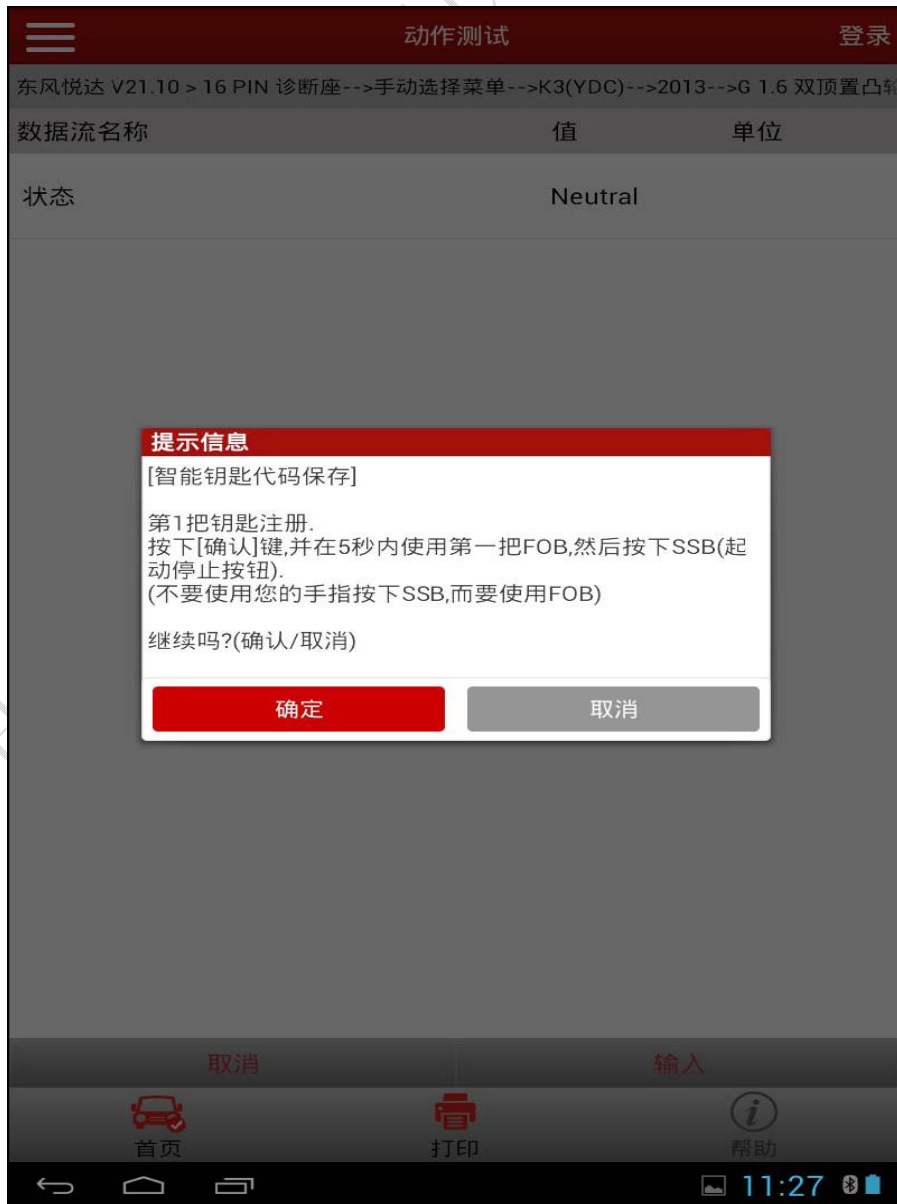 动作测试
登录
东风悦达 V21.10 > 16 PIN 诊断座-->手动选择菜单-->K3(YDC)-->2013-->G 1.6 双顶置凸
数据流名称 值 单位
状态 Neutral
提示信息
[智能钥匙代码保存]
第1把钥匙注册.
按下[确认]键,并在5秒内使用第一把FOB,然后按下SSB(起
动停止按钮).
(不要使用您的手指按下SSB,而要使用FOB)
继续吗?(确认/取消)
确定 取消
取消 输入
首页 打印 帮助
11:27